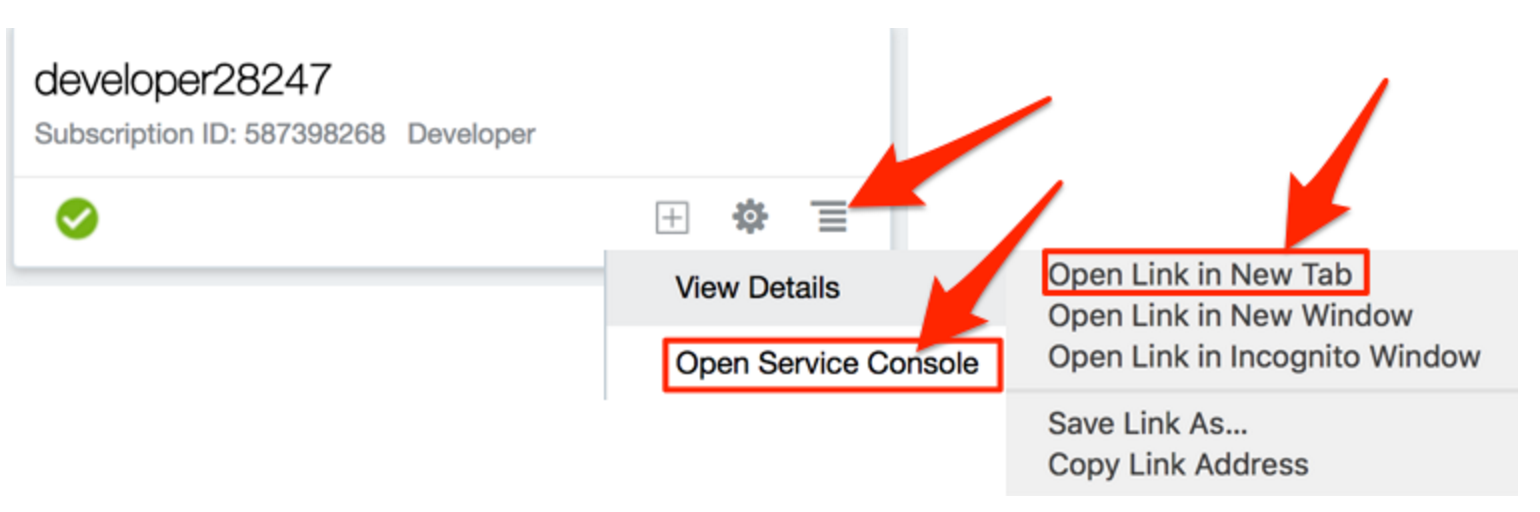 developer28247
Subscription ID: 587398268 Developer
View Details
Open Service Console
Open Link in New Tab
Open Link in New Window
Open Link in Incognito Window
Save Link As...
Copy Link Address